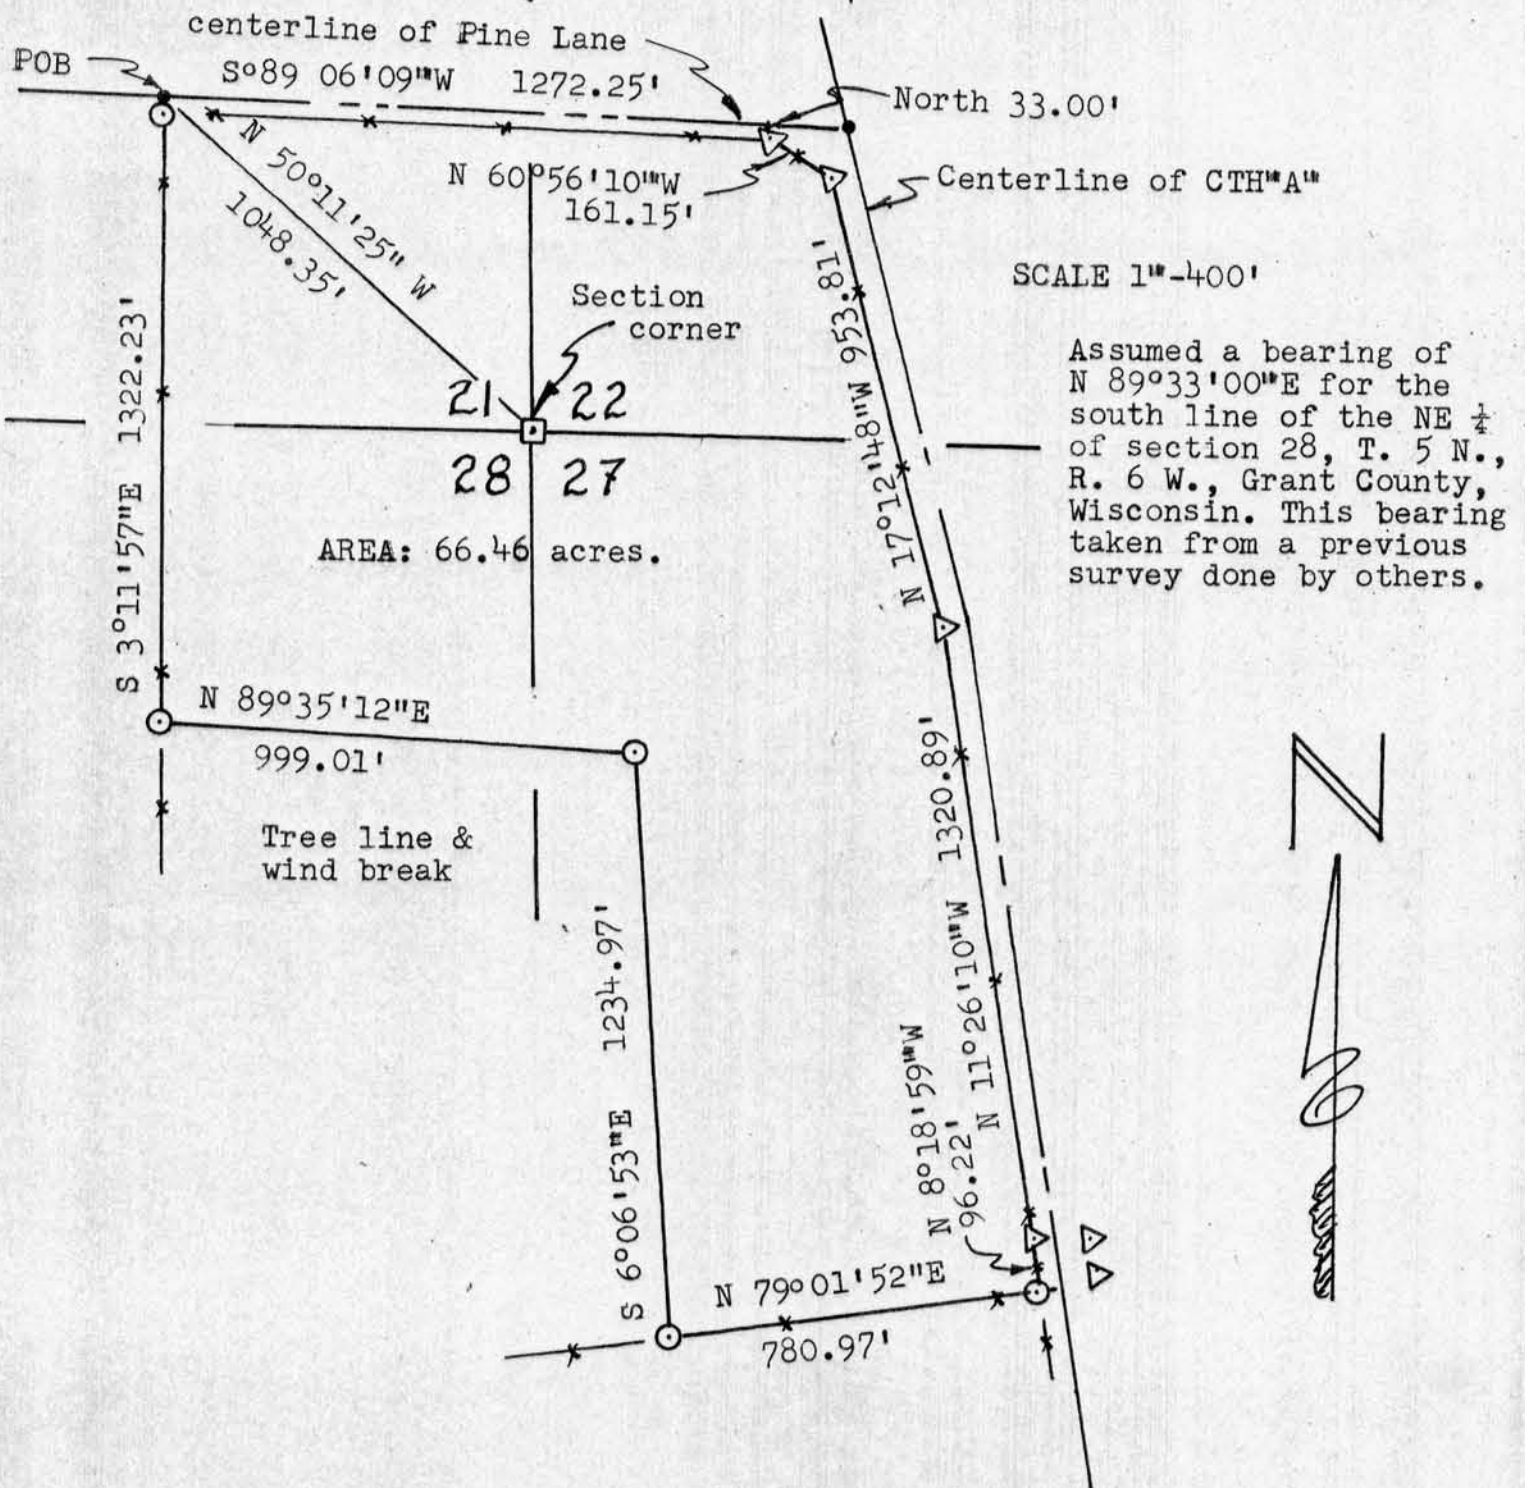 centerline of Pine Lane
POB
S°89 06'09"W 1272.25'
North 33.00'
N 50°11'25" W
1048.35'
N 60°56'10"W
161.15'
Centerline of CTH"A"
SCALE 1"-400'
S 3°11'57"E 1322.23'
Section
corner
N 17°12'48"W 953.81'
Assumed a bearing of
N 89°33'00"E for the
south line of the NE ¼
of section 28, T. 5 N.,
R. 6 W., Grant County,
Wisconsin. This bearing
taken from a previous
survey done by others.
21 22
28 27
AREA: 66.46 acres.
N 89°35'12"E
999.01'
Tree line &
wind break
N 11°26'10"W 1320.89'
N
S 6°06'53"E 1234.97'
N 8°18'59"W
96.22'
N 79°01'52"E
780.97'